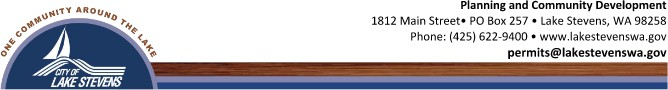 ONE COMMUNITY AROUND THE LAKE
CITY OF
LAKE STEVENS
Planning and Community Development
1812 Main Street• PO Box 257 • Lake Stevens, WA 98258
Phone: (425) 622-9400 • www.lakestevenswa.gov
permits@lakestevenswa.gov